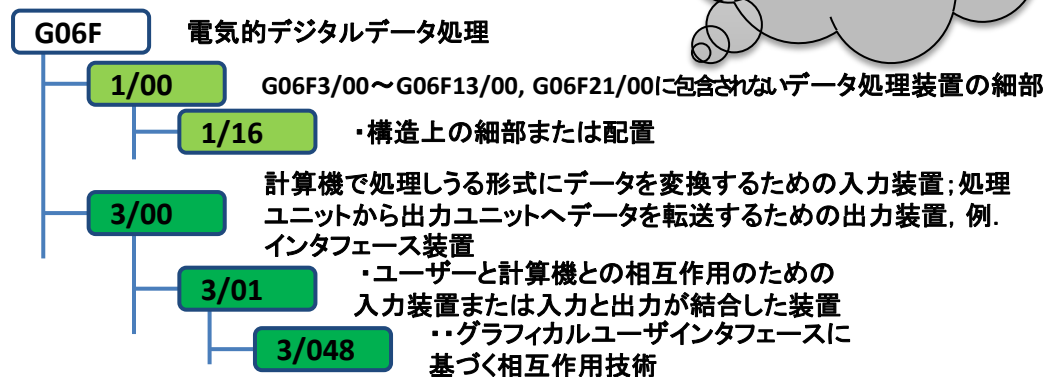 G06F 電気的デジタルデータ処理
1/00 G06F3/00～G06F13/00, G06F21/00に包含されないデータ処理装置の細部
1/16 ・構造上の細部または配置
計算機で処理しうる形式にデータを変換するための入力装置；処理
3/00 ユニットから出力ユニットへデータを転送するための出力装置，例．
インタフェース装置
・ユーザーと計算機との相互作用のための
3/01 入力装置または入力と出力が結合した装置
・・グラフィカルユーザインタフェースに
3/048 基づく相互作用技術